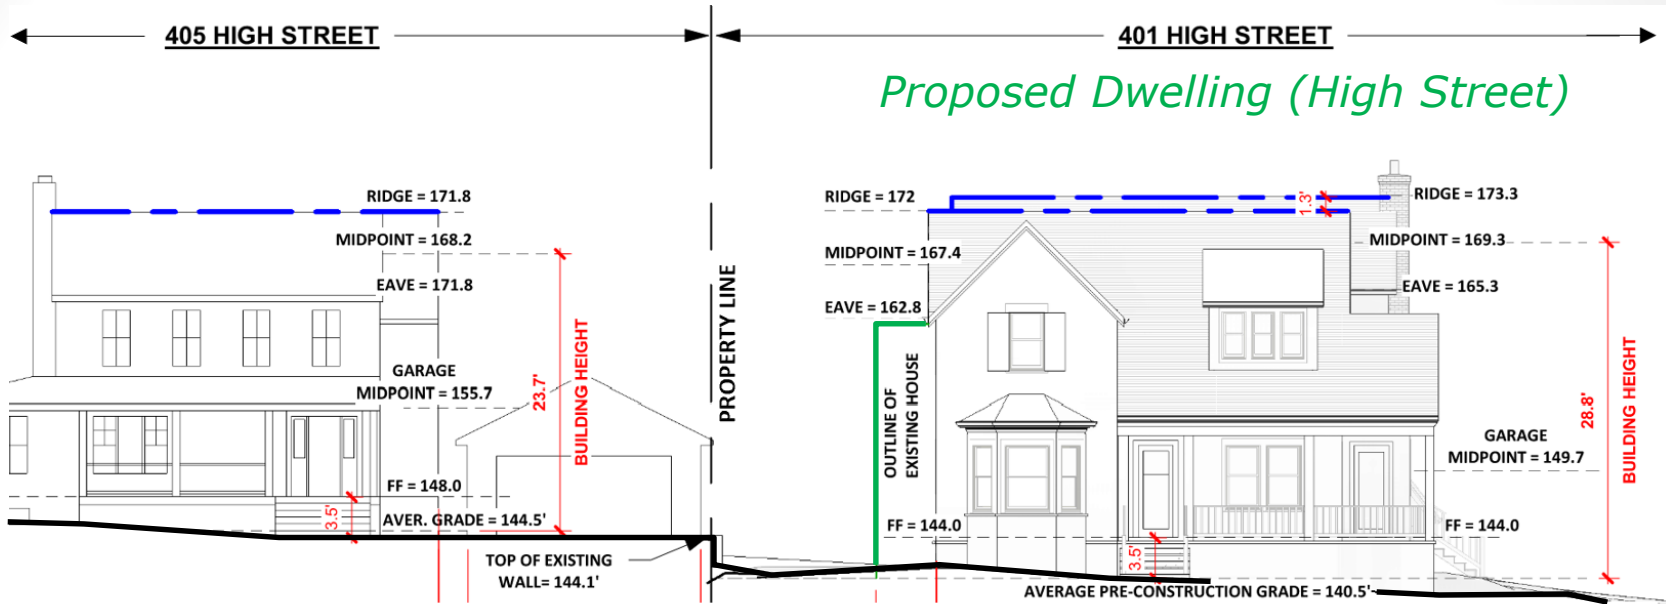 405 HIGH STREET
401 HIGH STREET
Proposed Dwelling (High Street)
RIDGE = 171.8
MIDPOINT = 168.2
EAVE = 171.8
GARAGE
MIDPOINT = 155.7
23.7'
BUILDING HEIGHT
FF = 148.0
3.5'
AVER. GRADE = 144.5'
TOP OF EXISTING
WALL= 144.1'
PROPERTY LINE
RIDGE = 172
MIDPOINT = 167.4
EAVE = 162.8
OUTLINE OF
EXISTING HOUSE
FF = 144.0
3.5'
1.3'
RIDGE = 173.3
MIDPOINT = 169.3
EAVE = 165.3
28.8'
BUILDING HEIGHT
GARAGE
MIDPOINT = 149.7
FF = 144.0
AVERAGE PRE-CONSTRUCTION GRADE = 140.5'